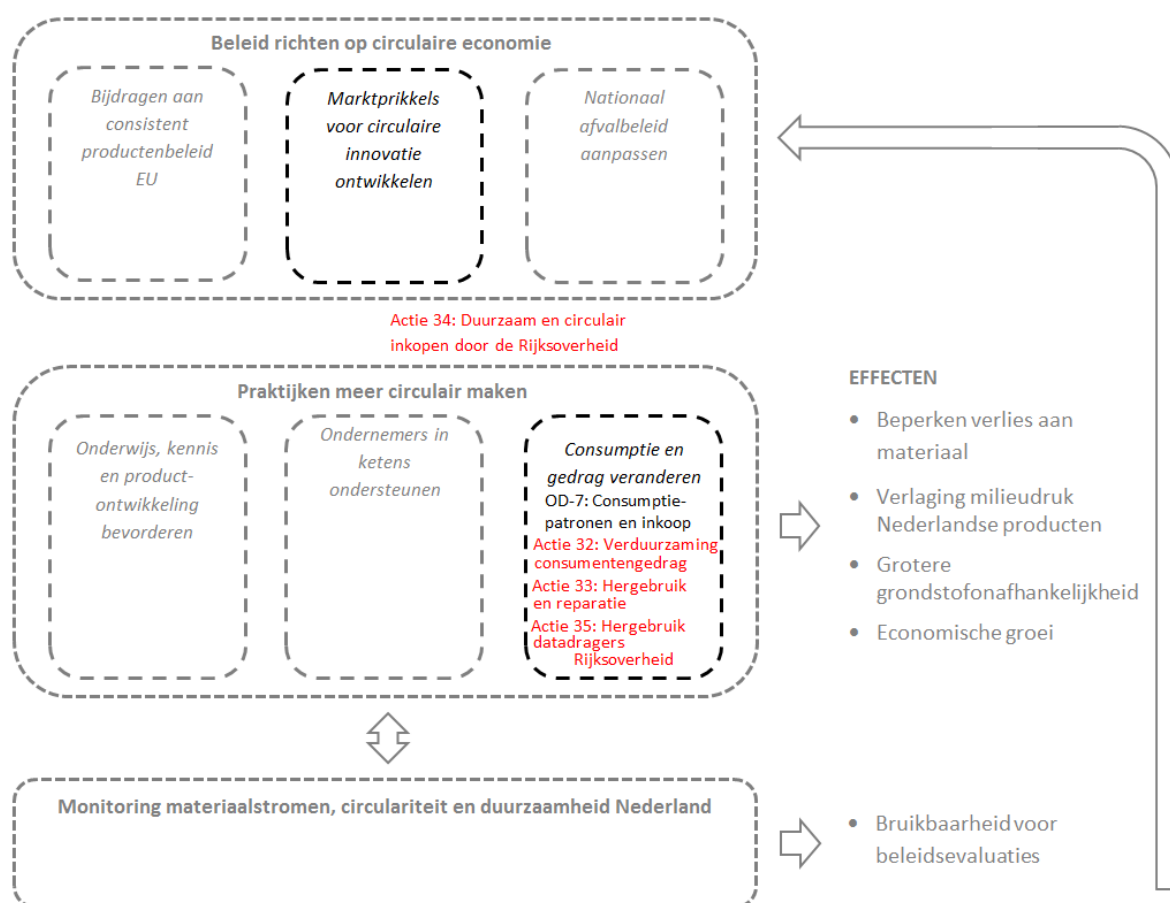 Beleid richten op circulaire economie
Bijdragen aan
consistent
productenbeleid
EU
Marktprikkels
voor circulaire
innovatie
ontwikkelen
Nationaal
afvalbeleid
aanpassen
Actie 34: Duurzaam en circulair
inkopen door de Rijksoverheid
Praktijken meer circulair maken
Onderwijs, kennis
en product-
ontwikkeling
bevorderen
Ondernemers in
ketens
ondersteunen
Consumptie en
gedrag veranderen
OD-7: Consumptie-
patronen en inkoop
Actie 32: Verduurzaming
consumentengedrag
Actie 33: Hergebruik
en reparatie
Actie 35: Hergebruik
datadragers
Rijksoverheid
EFFECTEN
• Beperken verlies aan
materiaal
• Verlaging milieudruk
Nederlandse producten
• Grotere
grondstofonafhankelijkheid
• Economische groei
Monitoring materiaalstromen, circulariteit en duurzaamheid Nederland
• Bruikbaarheid voor
beleidsevaluaties